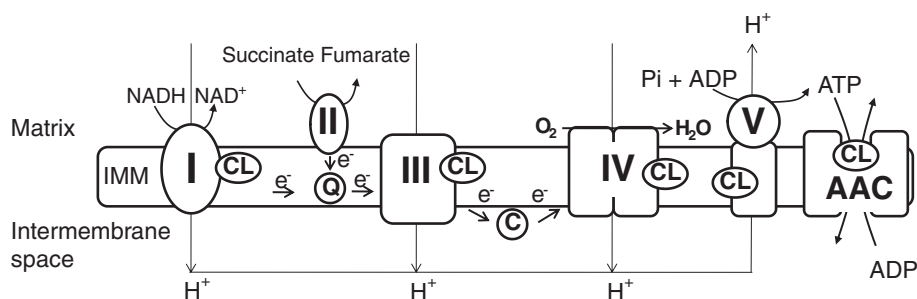 H⁺
Succinate Fumarate
Pi + ADP ATP
NADH NAD⁺
Matrix
II V
O₂ H₂O
IMM I CL e⁻ Q e⁻ e⁻ III CL IV CL CL CL AAC
e⁻ C e⁻
Intermembrane
space
ADP
H⁺ H⁺ H⁺